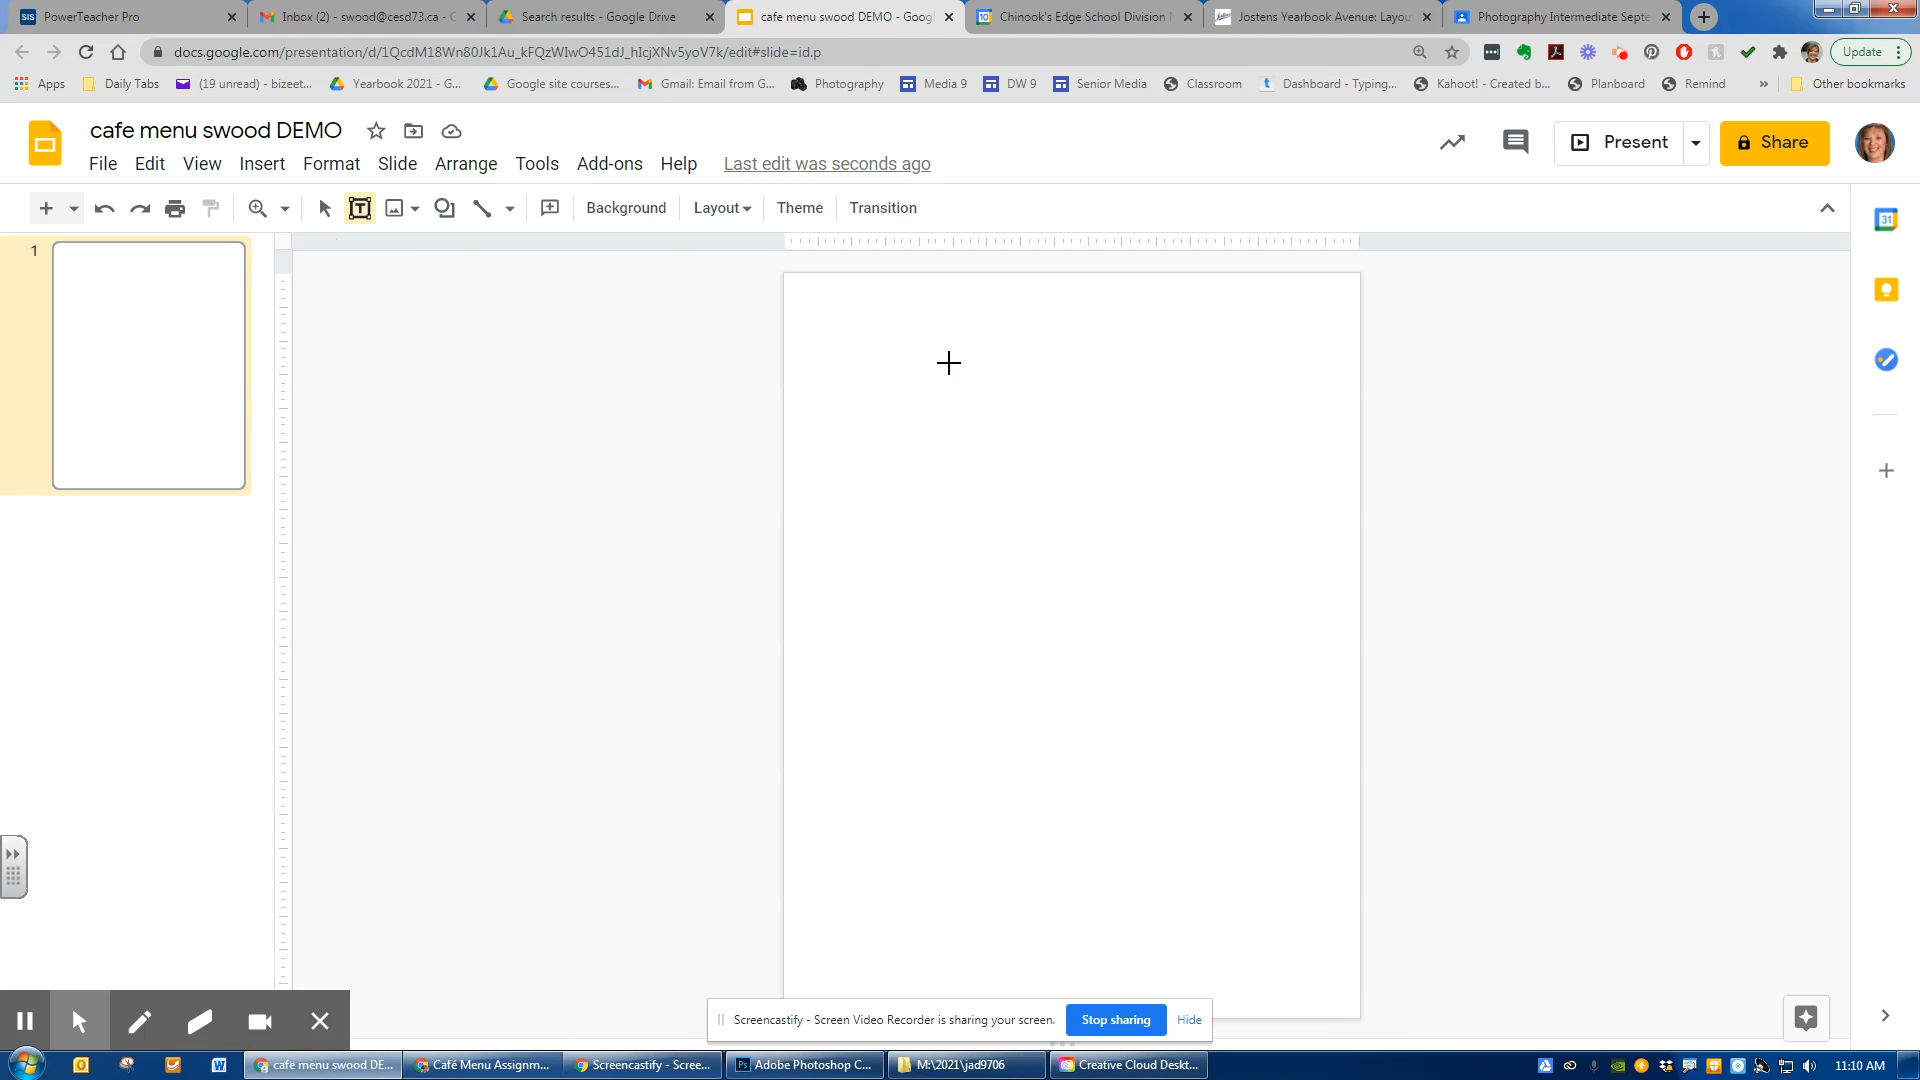 SIS PowerTeacher Pro
Inbox (2) - swood@cesd73.ca - C
Search results - Google Drive
cafe menu swood DEMO - Goog
10 Chinook's Edge School Division
Jostens Yearbook Avenue: Layou
Photography Intermediate Septe
docs.google.com/presentation/d/1QcdM18Wn80Jk1Au_kFQzWIwO451dJ_hIcjXNv5yoV7k/edit#slide=id.p
Update
Apps
Daily Tabs
(19 unread) - bizeet...
Yearbook 2021 - G...
Google site courses...
Gmail: Email from G...
Photography
Media 9
DW 9
Senior Media
Classroom
t Dashboard - Typing...
Kahoot! - Created b...
Planboard
Remind
»
Other bookmarks
cafe menu swood DEMO
File Edit View Insert Format Slide Arrange Tools Add-ons Help Last edit was seconds ago
Present
Share
Background Layout Theme Transition
31
1
Screencastify - Screen Video Recorder is sharing your screen. Stop sharing Hide
cafe menu swood DE...
Café Menu Assignm...
Screencastify - Scree...
Ps Adobe Photoshop C...
M:\2021\jad9706
Creative Cloud Deskt...
11:10 AM